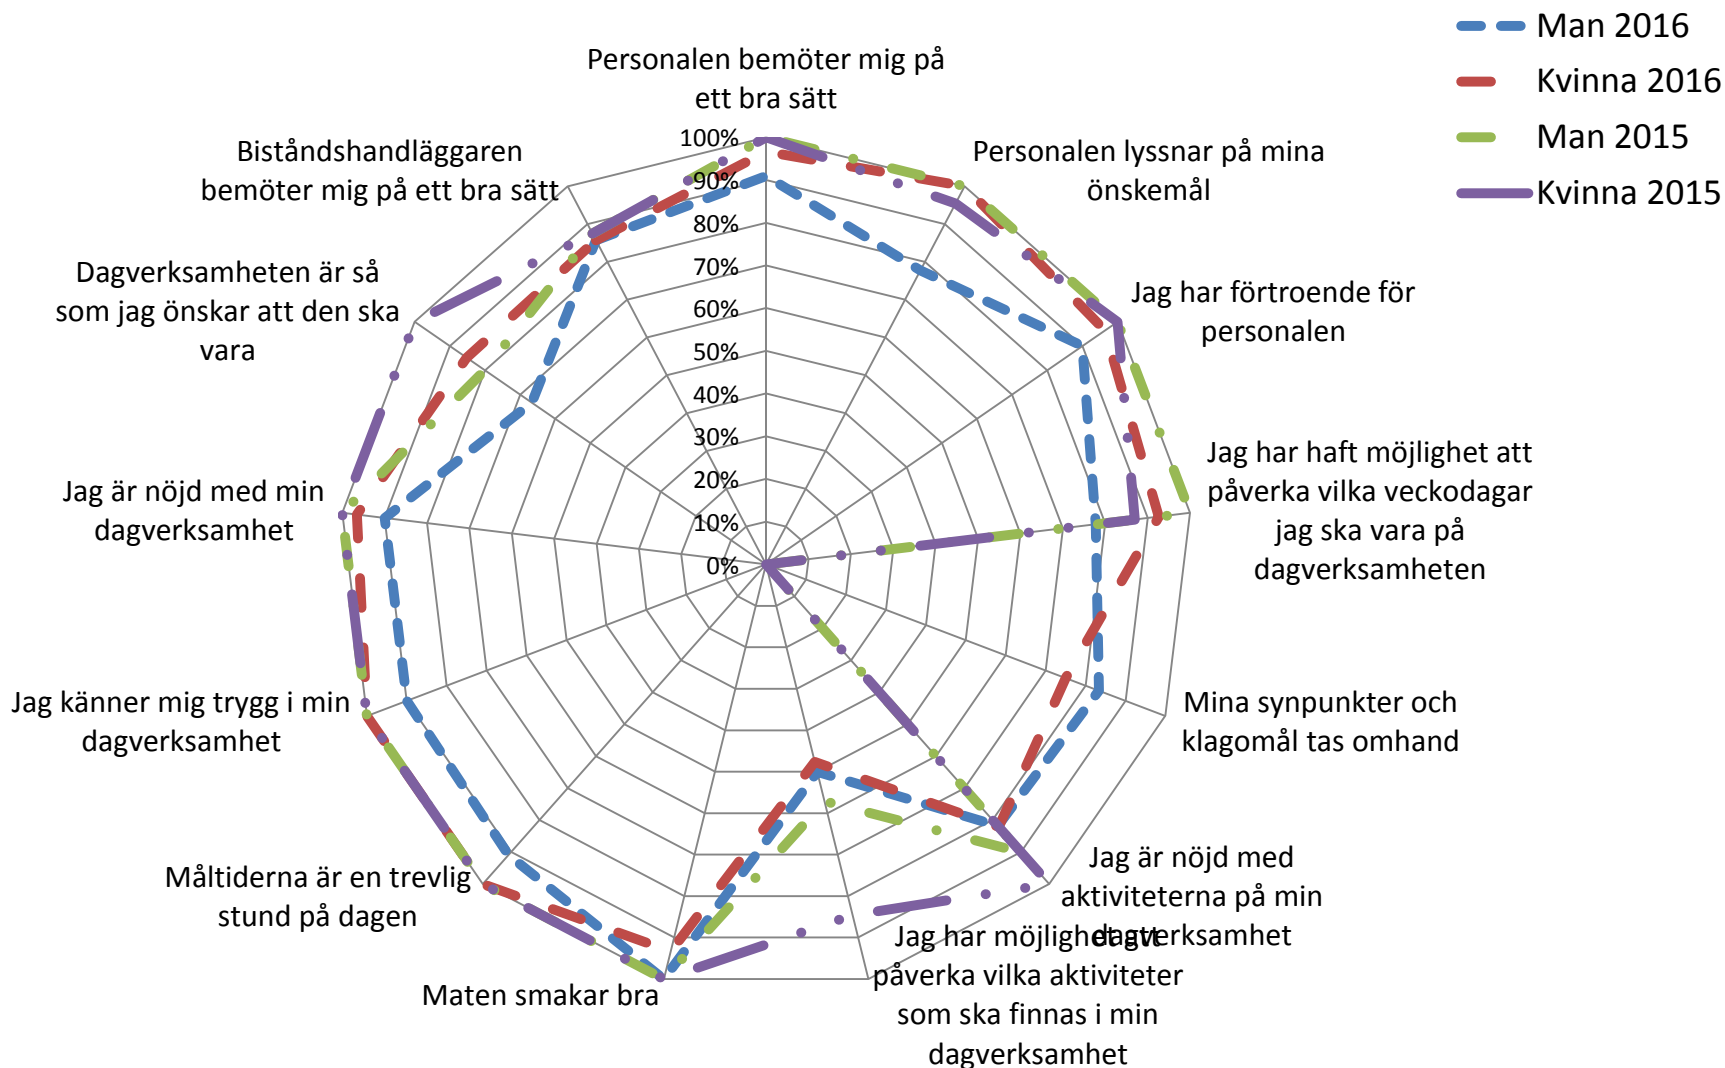 Man 2016
Kvinna 2016
Man 2015
Kvinna 2015
Personalen bemöter mig på
ett bra sätt
Personalen lyssnar på mina
önskemål
Jag har förtroende för
personalen
Jag har haft möjlighet att
påverka vilka veckodagar
jag ska vara på
dagverksamheten
Mina synpunkter och
klagomål tas omhand
Jag är nöjd med
aktiviteterna på min
dagverksamhet
Jag har möjlighet att
påverka vilka aktiviteter
som ska finnas i min
dagverksamhet
Maten smakar bra
Måltiderna är en trevlig
stund på dagen
Jag känner mig trygg i min
dagverksamhet
Jag är nöjd med min
dagverksamhet
Dagverksamheten är så
som jag önskar att den ska
vara
Biståndshandläggaren
bemöter mig på ett bra sätt
100%
90%
80%
70%
60%
50%
40%
30%
20%
10%
0%